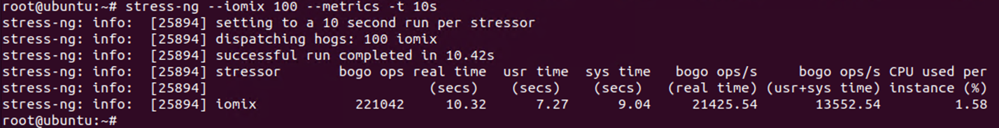 root@ubuntu:~# stress-ng --iomix 100 --metrics -t 10s
stress-ng: info:  [25894] setting to a 10 second run per stressor
stress-ng: info:  [25894] dispatching hogs: 100 iomix
stress-ng: info:  [25894] successful run completed in 10.42s
stress-ng: info:  [25894] stressor       bogo ops real time  usr time  sys time   bogo ops/s     bogo ops/s CPU used per
stress-ng: info:  [25894]                           (secs)    (secs)    (secs)   (real time) (usr+sys time) instance (%)
stress-ng: info:  [25894] iomix            221042     10.32      7.27      9.04     21425.54       13552.54         1.58
root@ubuntu:~#